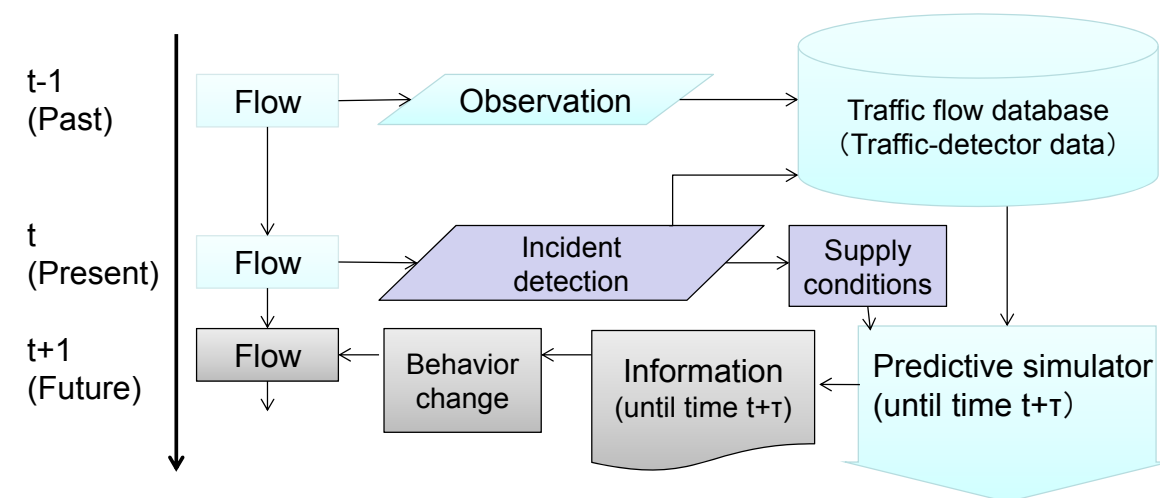 t-1
(Past)
Flow
Observation
Traffic flow database
（Traffic-detector data）
t
(Present)
Flow
Incident
detection
Supply
conditions
t+1
(Future)
Flow
Behavior
change
Information
(until time t+τ)
Predictive simulator
(until time t+τ）